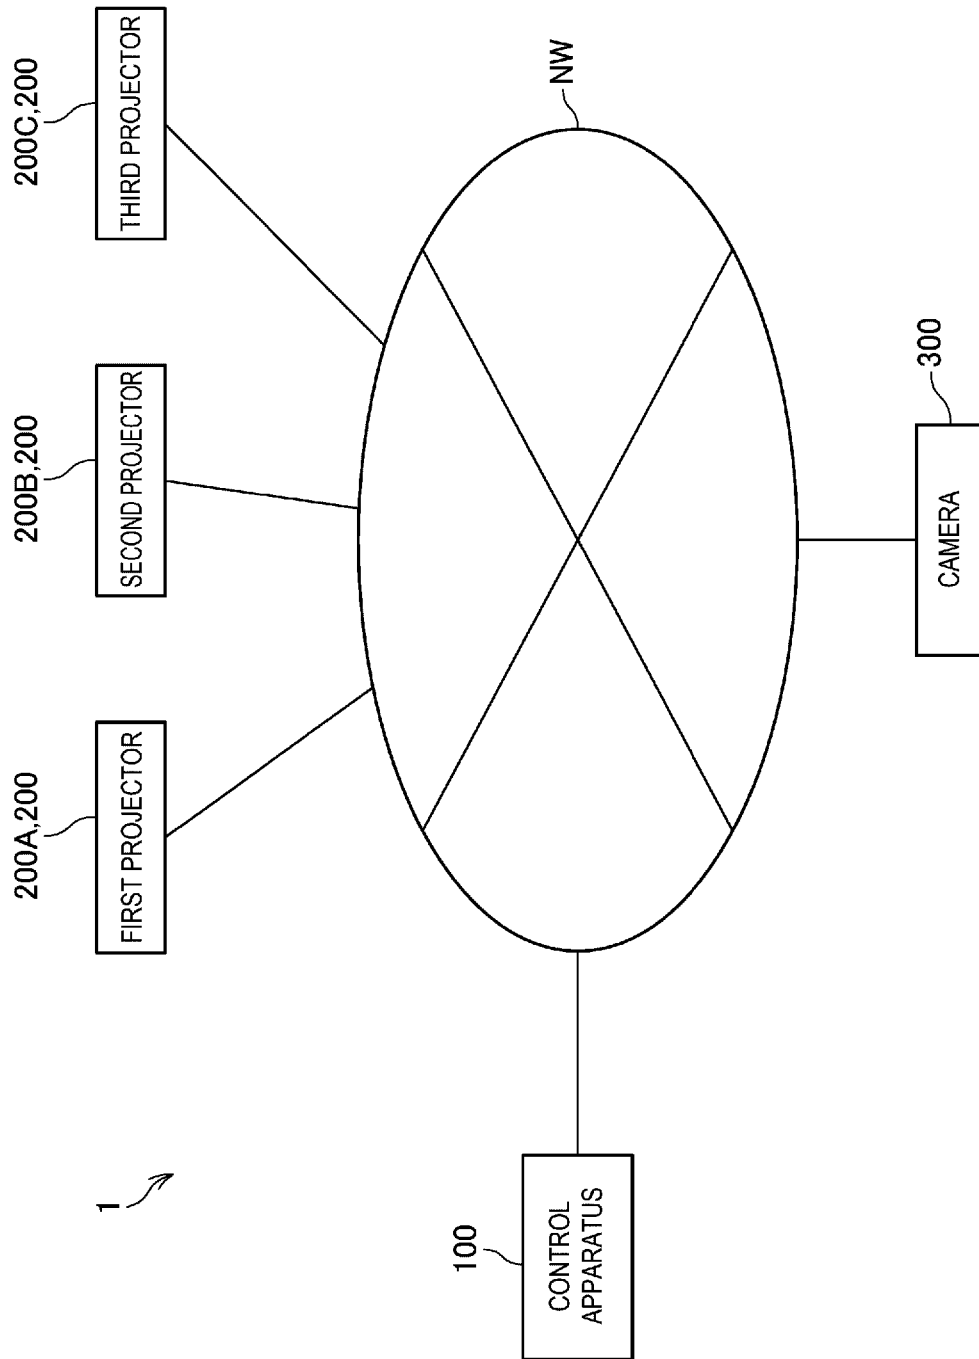 1
200A,200
FIRST PROJECTOR
200B,200
SECOND PROJECTOR
200C,200
THIRD PROJECTOR
100
CONTROL
APPARATUS
NW
300
CAMERA